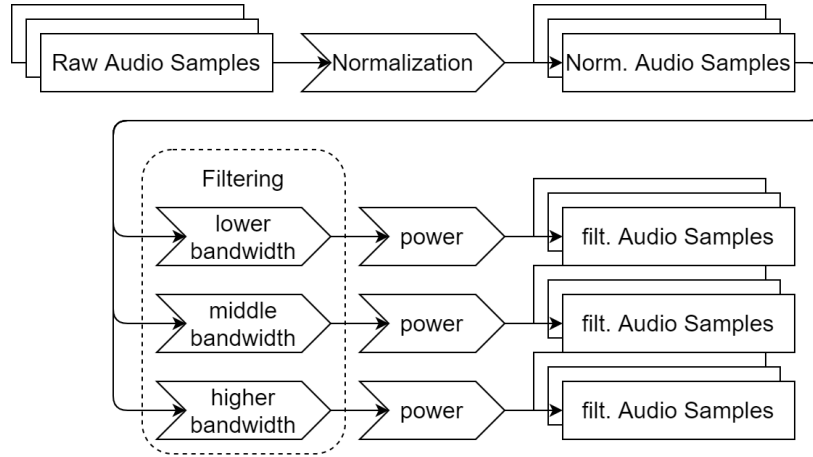 Raw Audio Samples
Normalization
Norm. Audio Samples
Filtering
lower
bandwidth
power
filt. Audio Samples
middle
bandwidth
power
filt. Audio Samples
higher
bandwidth
power
filt. Audio Samples